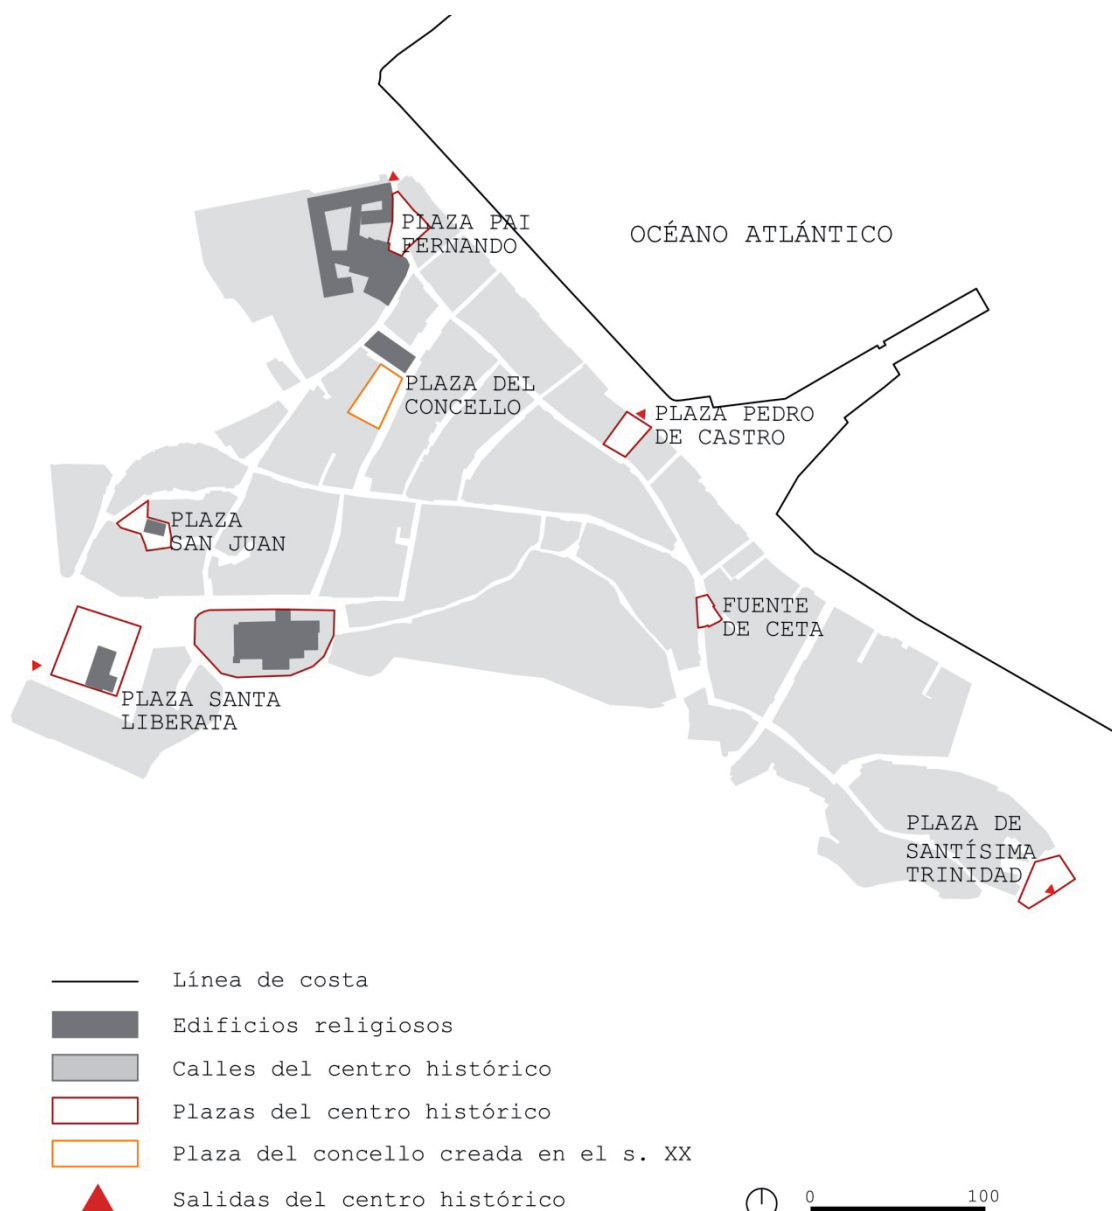 PLAZA PAI
FERNANDO
OCÉANO ATLÁNTICO
PLAZA DEL
CONCELLO
PLAZA PEDRO
DE CASTRO
PLAZA
SAN JUAN
FUENTE
DE CETA
PLAZA SANTA
LIBERATA
PLAZA DE
SANTÍSIMA
TRINIDAD
Línea de costa
Edificios religiosos
Calles del centro histórico
Plazas del centro histórico
Plaza del concello creada en el s. XX
Salidas del centro histórico
0 100